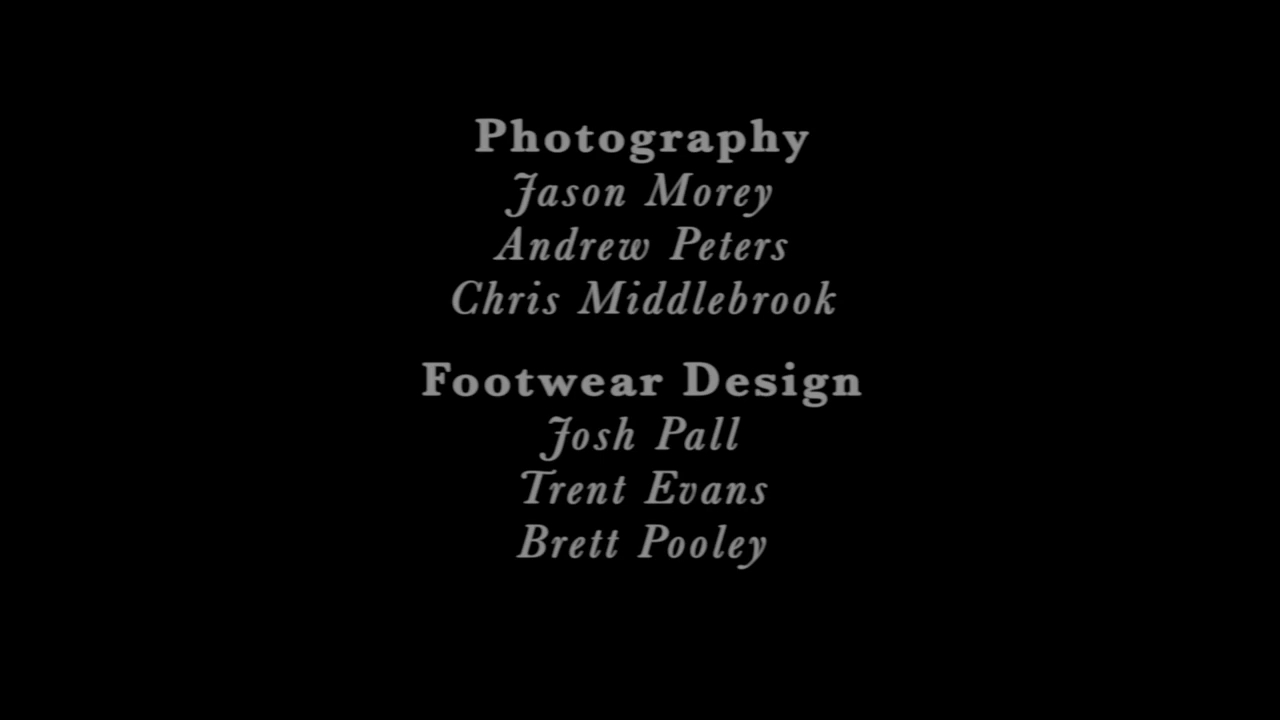 Photography
Jason Morey
Andrew Peters
Chris Middlebrook
Footwear Design
Josh Pall
Trent Evans
Brett Pooley